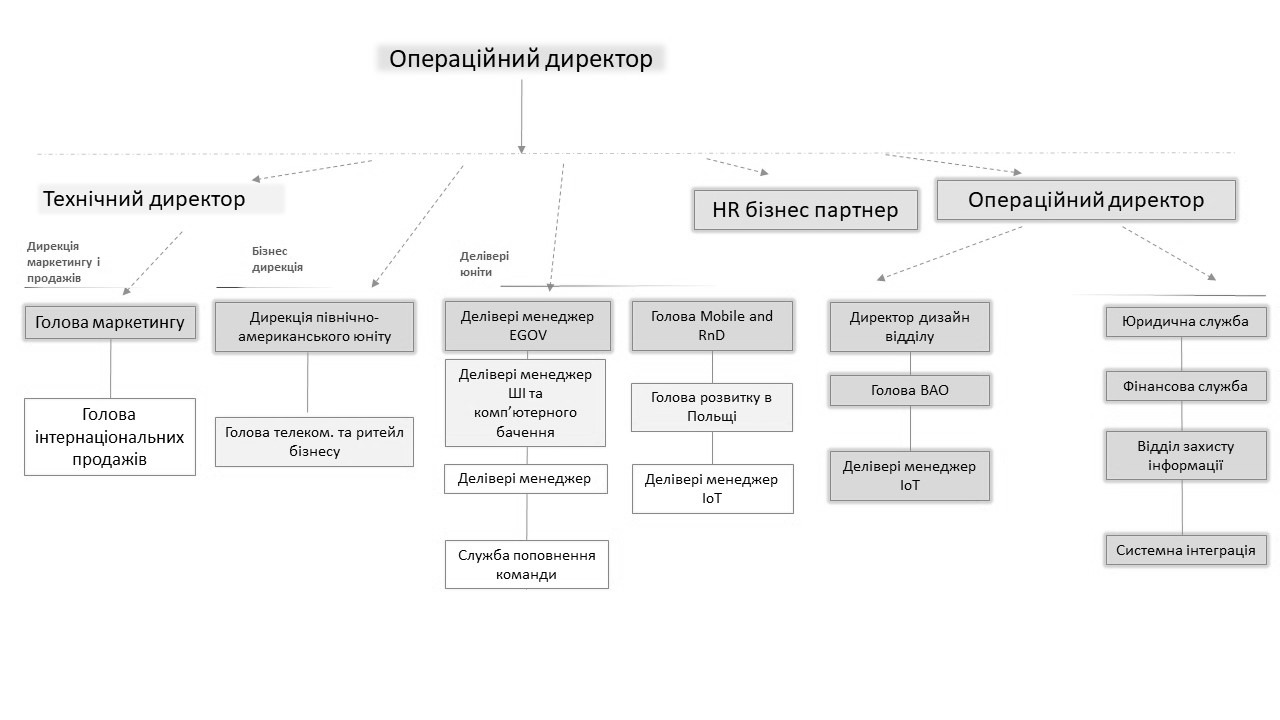 Операційний директор
Технічний директор
HR бізнес партнер
Операційний директор
Дирекція
маркетингу і
продажів
Бізнес
дирекція
Делівері
юніти
Голова маркетингу
Голова
інтернаціональних
продажів
Дирекція північно-
американського юніту
Голова телеком. та ритейл
бізнесу
Делівері менеджер
EGOV
Делівері менеджер
ШІ та
комп’ютерного
бачення
Делівері менеджер
Служба поповнення
команди
Голова Mobile and
RnD
Голова розвитку в
Польщі
Делівері менеджер
IoT
Директор дизайн
відділу
Голова ВАО
Делівері менеджер
IoT
Юридична служба
Фінансова служба
Відділ захисту
інформації
Системна інтеграція